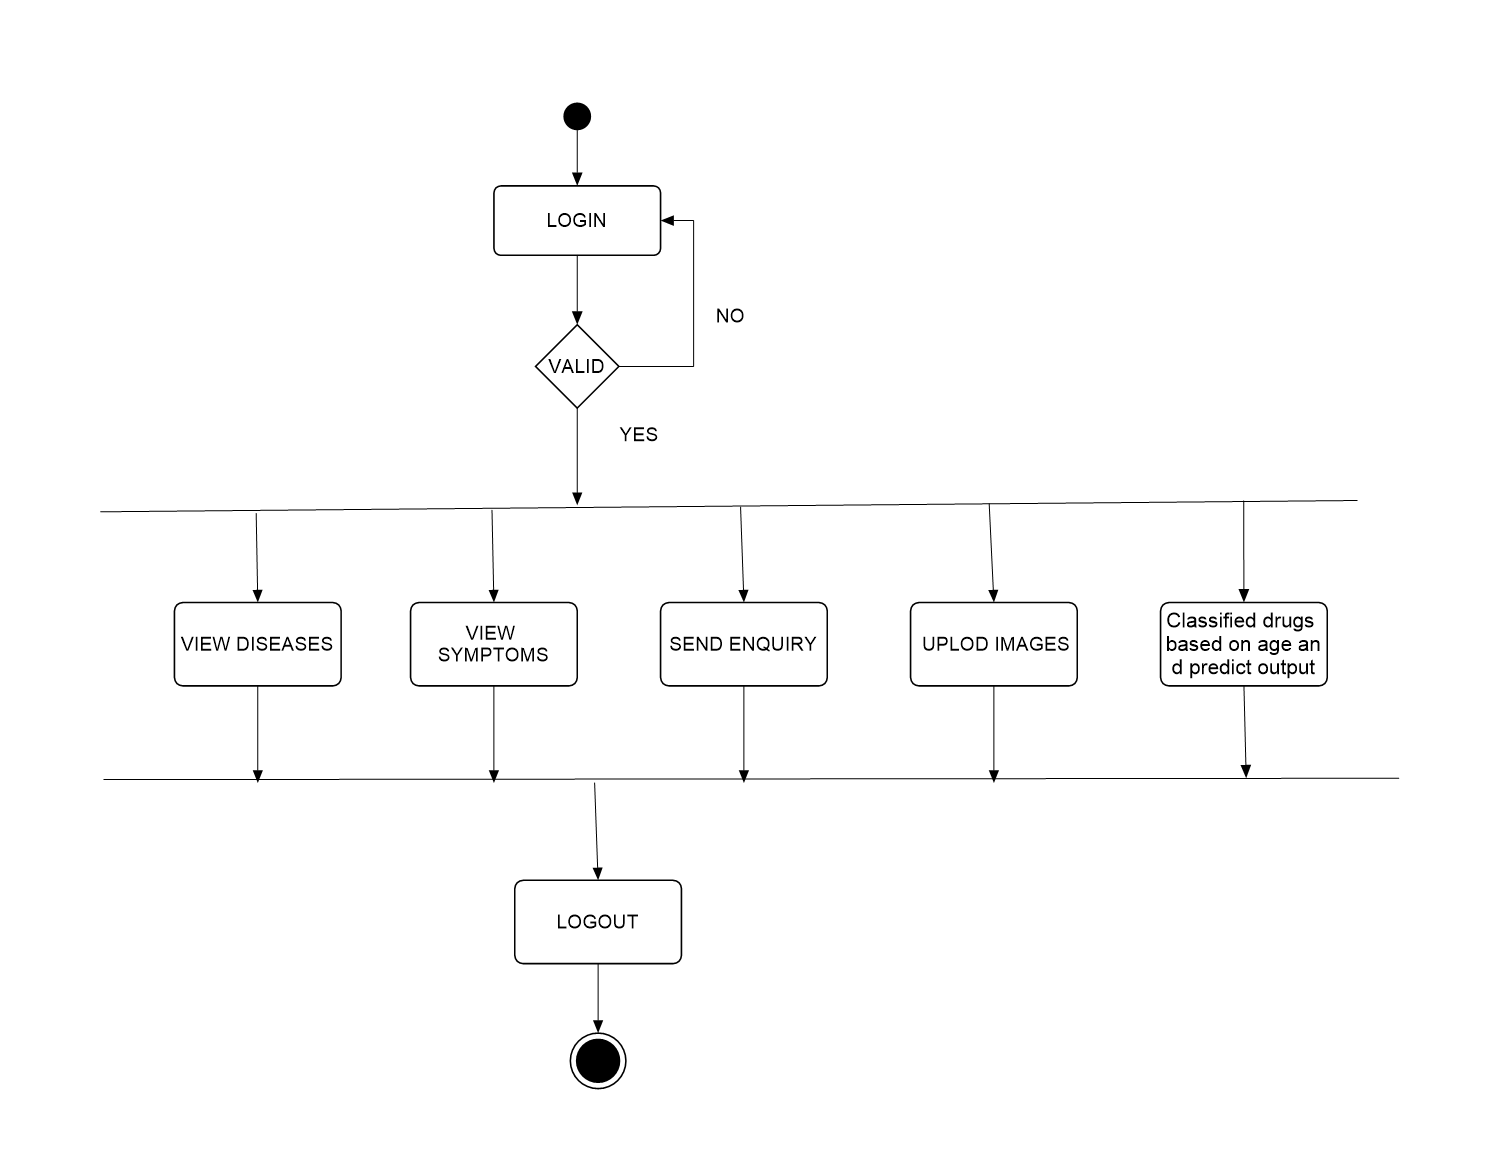 LOGIN
NO
VALID
YES
VIEW DISEASES
VIEW
SYMPTOMS
SEND ENQUIRY
UPLOD IMAGES
Classified drugs
based on age an
d predict output
LOGOUT